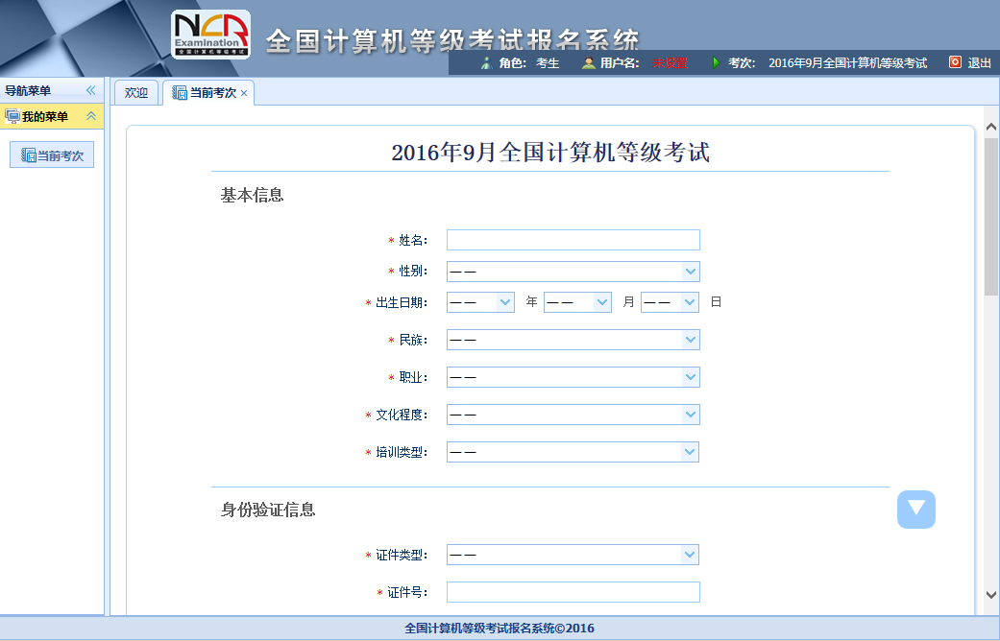 NCR
Examination
全国计算机等级考试
全国计算机等级考试报名系统
角色: 考生 用户名: 未设置 考次: 2016年9月全国计算机等级考试 退出
导航菜单
欢迎 当前考次 ×
我的菜单
当前考次
2016年9月全国计算机等级考试
基本信息
* 姓名:
* 性别: ——
* 出生日期: —— 年 —— 月 —— 日
* 民族: ——
* 职业: ——
* 文化程度: ——
* 培训类型: ——
身份验证信息
* 证件类型: ——
* 证件号:
全国计算机等级考试报名系统©2016